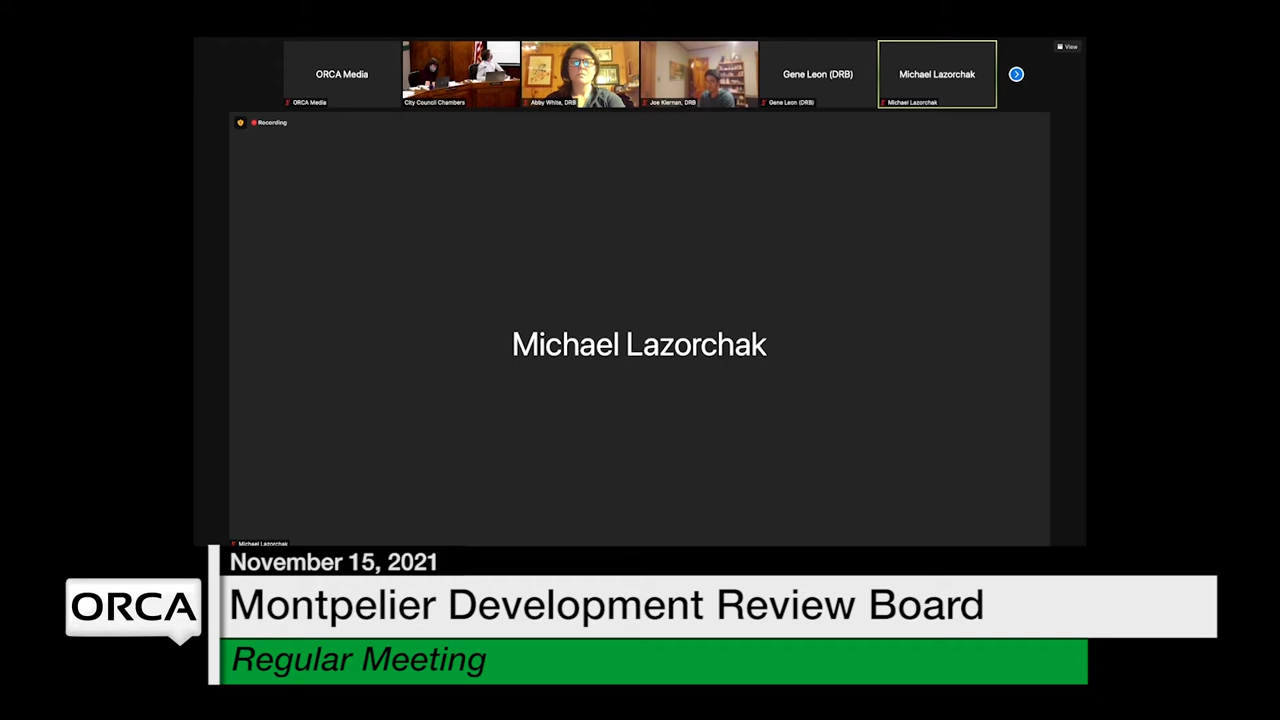 View
ORCA Media
Gene Leon (DRB)
Michael Lazorchak
ORCA Media
City Council Chambers
Abby White, DRB
Joe Kiernan, DRB
Gene Leon (DRB)
Michael Lazorchak
Recording
Michael Lazorchak
Michael Lazorchak
November 15, 2021
ORCA
Montpelier Development Review Board
Regular Meeting